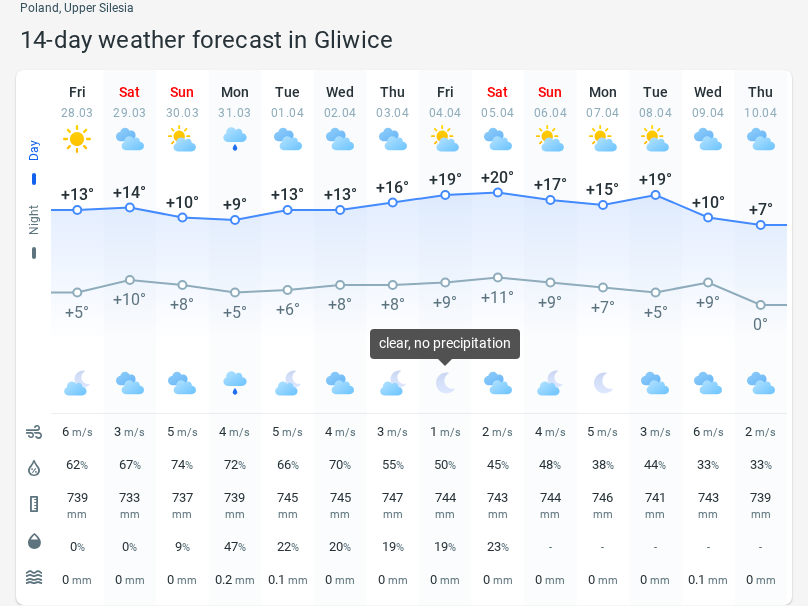 Poland, Upper Silesia
14-day weather forecast in Gliwice
Fri Sat Sun Mon Tue Wed Thu Fri Sat Sun Mon Tue Wed Thu
28.03 29.03 30.03 31.03 01.04 02.04 03.04 04.04 05.04 06.04 07.04 08.04 09.04 10.04
Day
+13° +14° +10° +9° +13° +13° +16° +19° +20° +17° +15° +19° +10° +7°
Night
+5° +10° +8° +5° +6° +8° +8° +9° +11° +9° +7° +5° +9° 0°
clear, no precipitation
6 m/s 3 m/s 5 m/s 4 m/s 5 m/s 4 m/s 3 m/s 1 m/s 2 m/s 4 m/s 5 m/s 3 m/s 6 m/s 2 m/s
62% 67% 74% 72% 66% 70% 55% 50% 45% 48% 38% 44% 33% 33%
739 733 737 739 745 745 747 744 743 744 746 741 743 739
mm mm mm mm mm mm mm mm mm mm mm mm mm mm
0% 0% 9% 47% 22% 20% 19% 19% 23% - - - - -
0 mm 0 mm 0 mm 0.2 mm 0.1 mm 0 mm 0 mm 0 mm 0 mm 0 mm 0 mm 0 mm 0.1 mm 0 mm